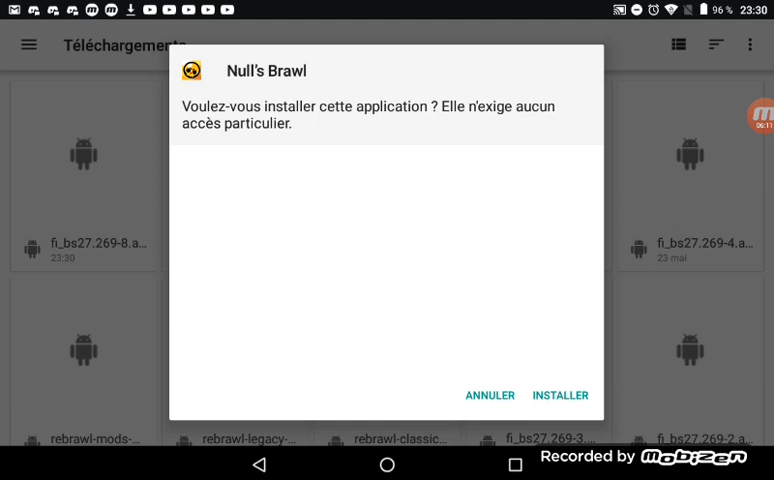 96 % 23:30
Téléchargements
Null's Brawl
Voulez-vous installer cette application ? Elle n'exige aucun
accès particulier.
06:11
fi_bs27.269-8.a...
23:30
fi_bs27.269-4.a...
23 mai
ANNULER INSTALLER
rebrawl-mods-...
rebrawl-legacy-...
rebrawl-classic...
fi_bs27.269-3....
fi_bs27.269-2.a...
Recorded by Mobizen